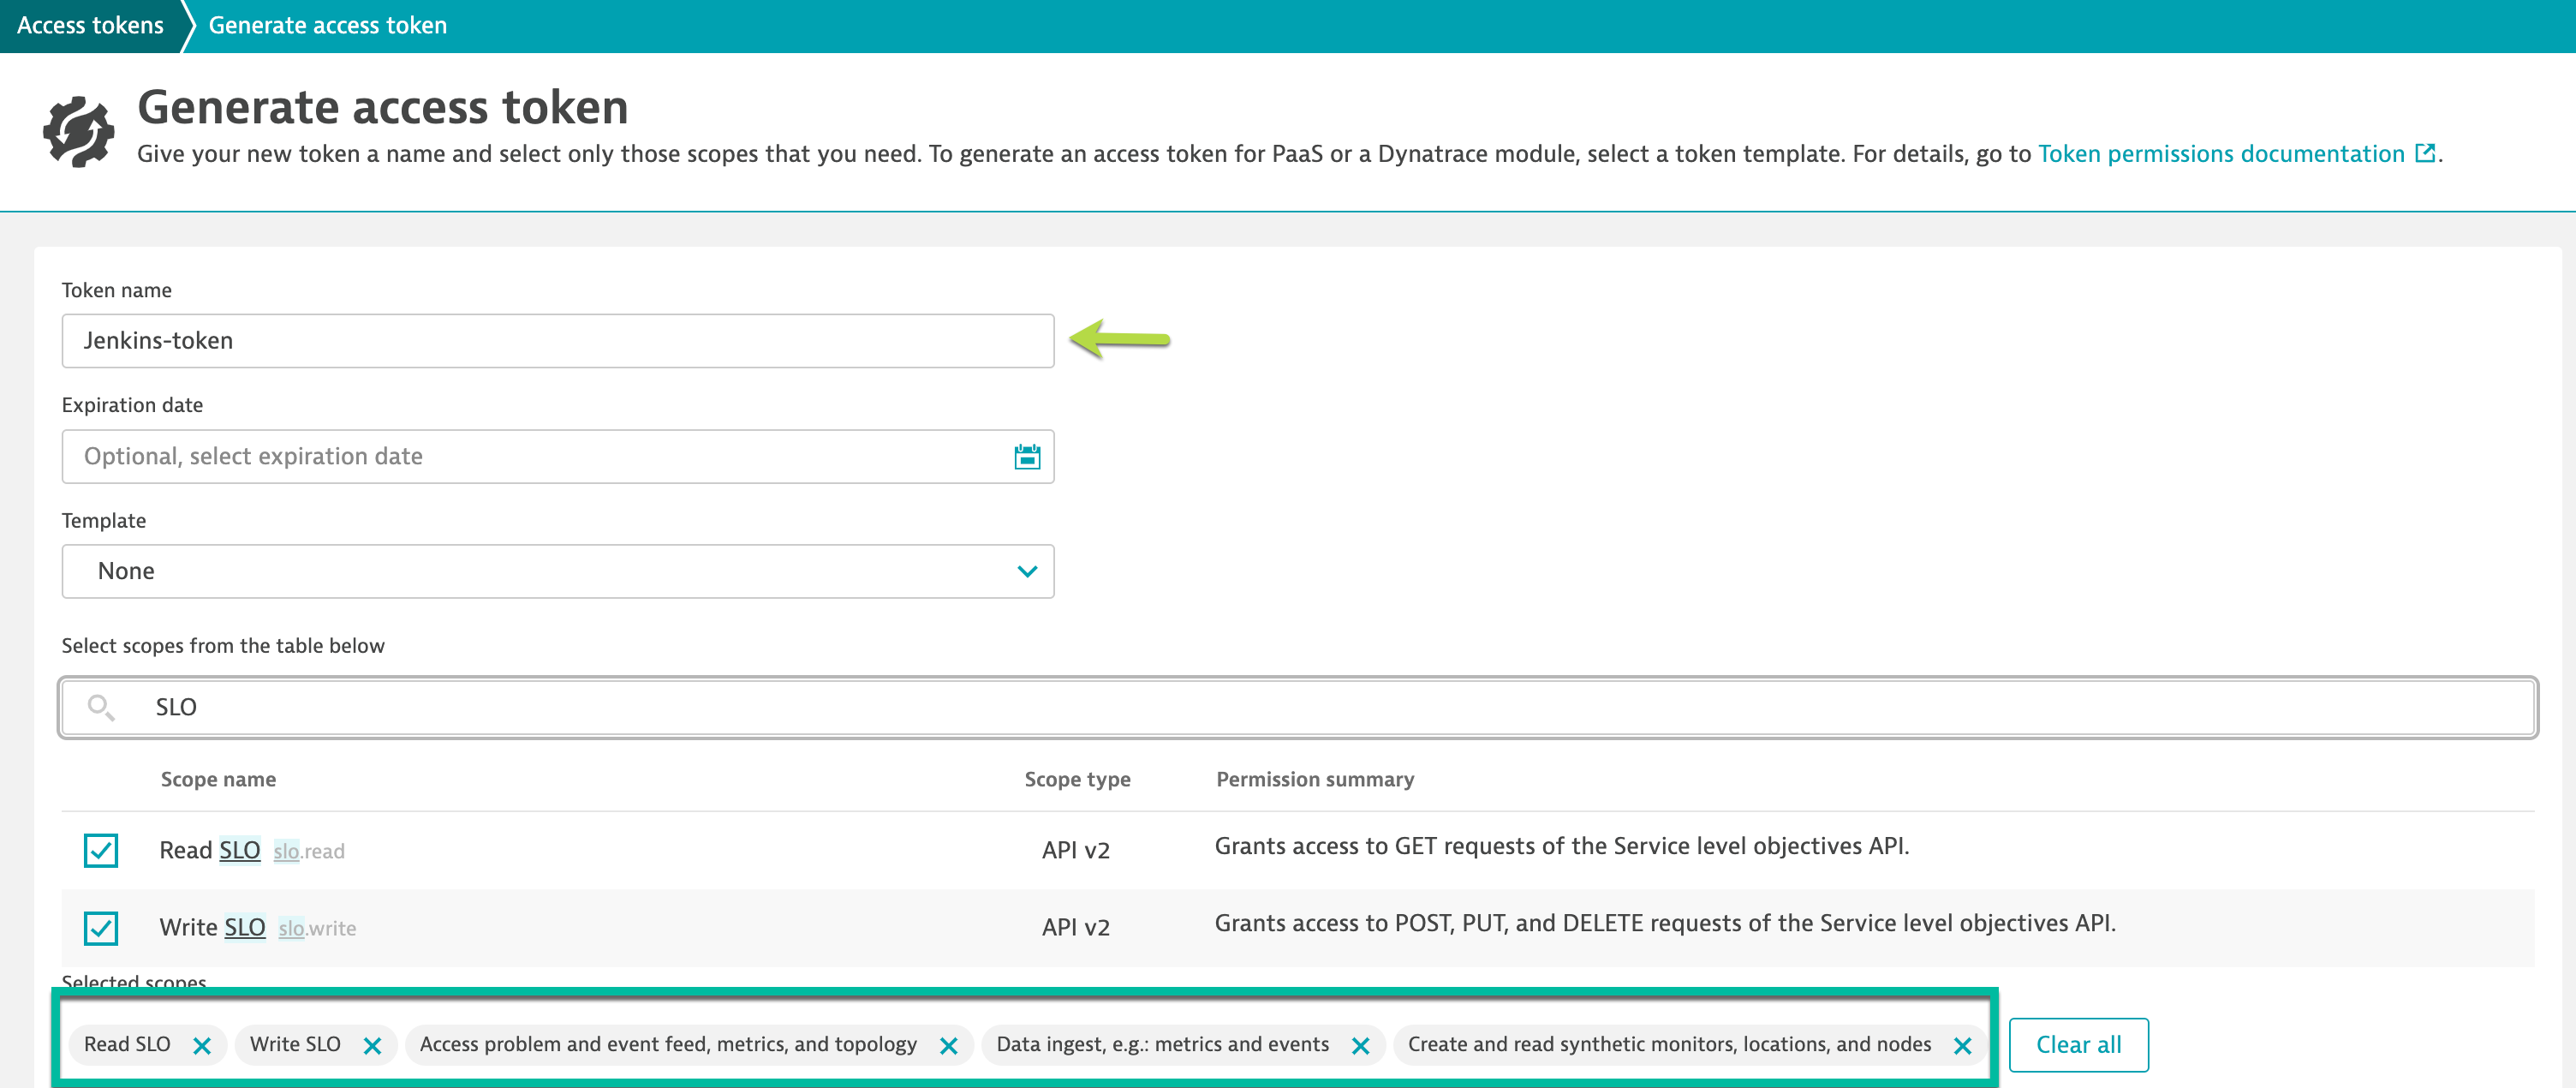 Access tokens
Generate access token
Generate access token
Give your new token a name and select only those scopes that you need. To generate an access token for PaaS or a Dynatrace module, select a token template. For details, go to Token permissions documentation.
Token name
Jenkins-token
Expiration date
Optional, select expiration date
Template
None
Select scopes from the table below
SLO
Scope name Scope type Permission summary
Read SLO slo.read API v2 Grants access to GET requests of the Service level objectives API.
Write SLO slo.write API v2 Grants access to POST, PUT, and DELETE requests of the Service level objectives API.
Selected scopes
Read SLO Write SLO Access problem and event feed, metrics, and topology Data ingest, e.g.: metrics and events Create and read synthetic monitors, locations, and nodes Clear all